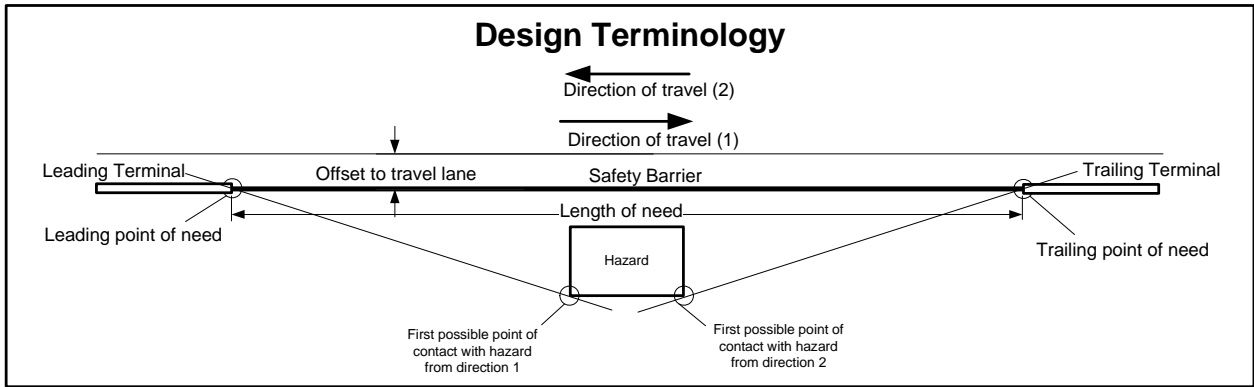 Design Terminology
Direction of travel (2)
Direction of travel (1)
Leading Terminal
Offset to travel lane
Safety Barrier
Trailing Terminal
Length of need
Leading point of need
Trailing point of need
Hazard
First possible point of
contact with hazard
from direction 1
First possible point of
contact with hazard
from direction 2